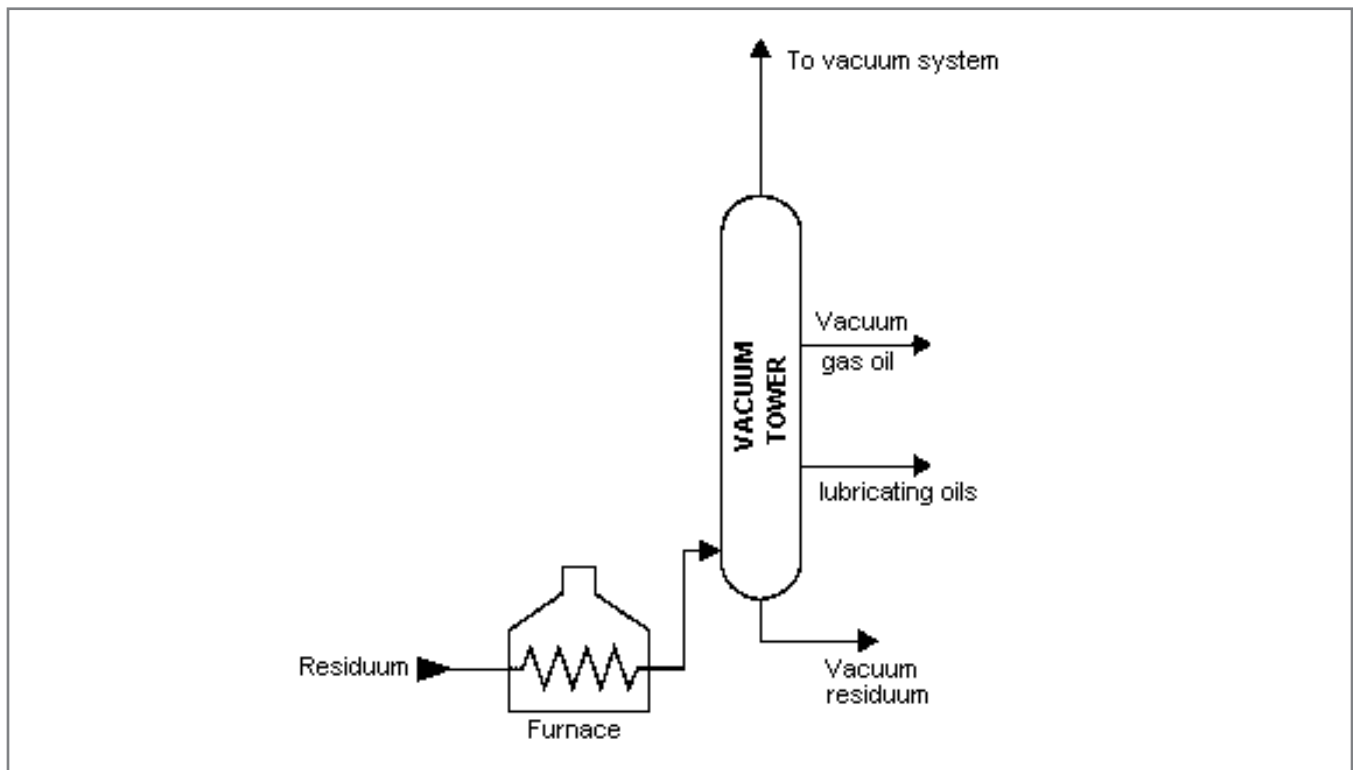 To vacuum system
Vacuum
gas oil
VACUUM
TOWER
lubricating oils
Residuum
Furnace
Vacuum
residuum